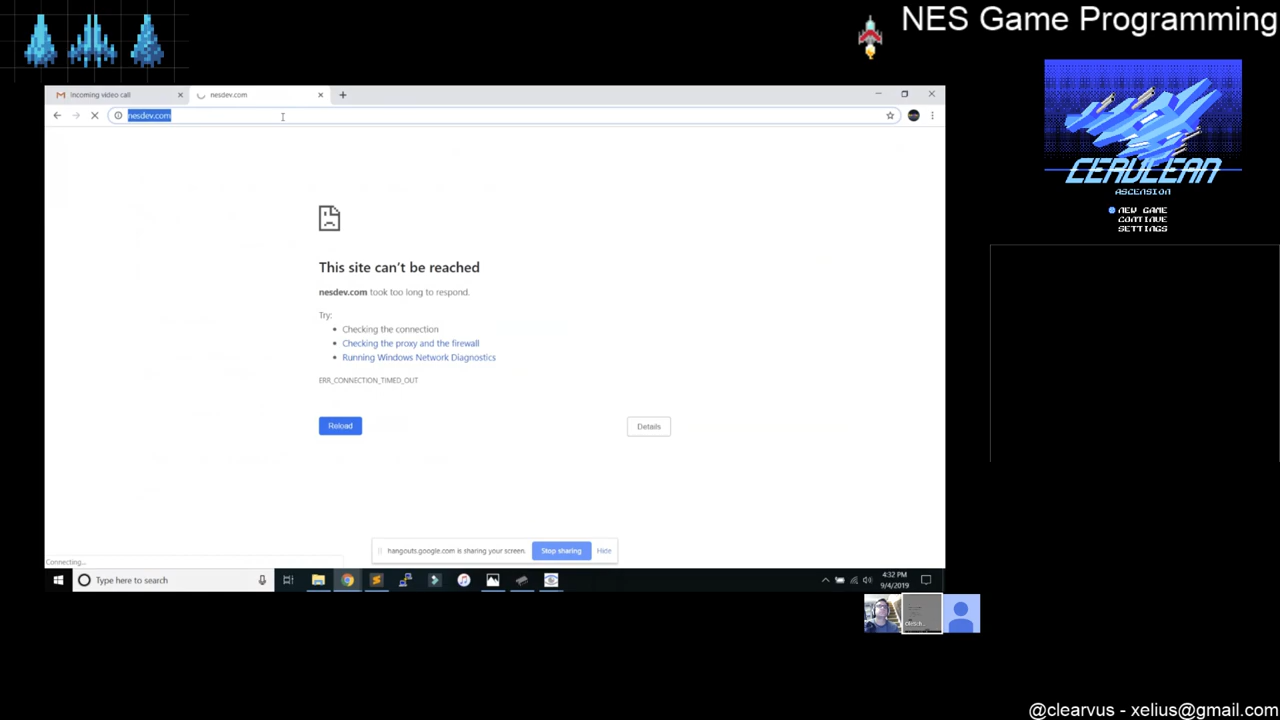 NES Game Programming
Incoming video call
nesdev.com
nesdev.com
This site can't be reached
nesdev.com took too long to respond.
Try:
Checking the connection
Checking the proxy and the firewall
Running Windows Network Diagnostics
ERR_CONNECTION_TIMED_OUT
Reload
Details
hangouts.google.com is sharing your screen.
Stop sharing
Hide
Connecting...
Type here to search
4:32 PM
9/4/2019
CERULEAN
ASCENSION
NEW GAME
CONTINUE
SETTINGS
@clearvus - xelius@gmail.com